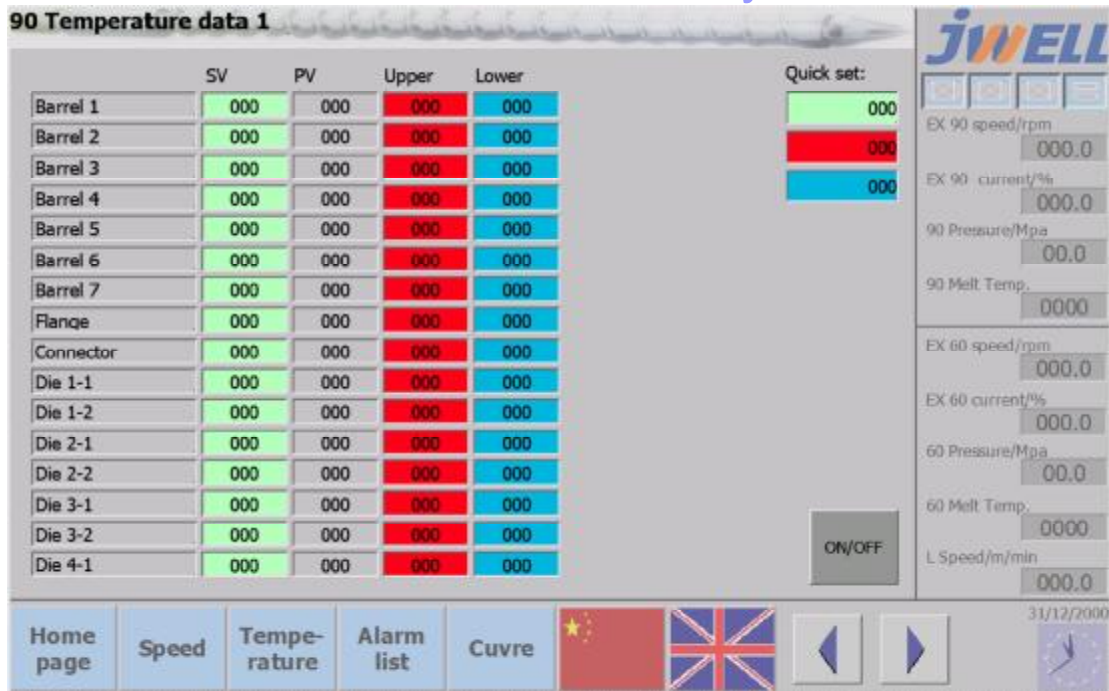 90 Temperature data 1
JWELL
SV PV Upper Lower Quick set:
Barrel 1 000 000 000 000 000
Barrel 2 000 000 000 000 000
Barrel 3 000 000 000 000 000
Barrel 4 000 000 000 000
Barrel 5 000 000 000 000
Barrel 6 000 000 000 000
Barrel 7 000 000 000 000
Flange 000 000 000 000
Connector 000 000 000 000
Die 1-1 000 000 000 000
Die 1-2 000 000 000 000
Die 2-1 000 000 000 000
Die 2-2 000 000 000 000
Die 3-1 000 000 000 000
Die 3-2 000 000 000 000
Die 4-1 000 000 000 000
ON/OFF
EX 90 speed/rpm
000.0
EX 90 current/%
000.0
90 Pressure/Mpa
00.0
90 Melt Temp.
0000
EX 60 speed/rpm
000.0
EX 60 current/%
000.0
60 Pressure/Mpa
00.0
60 Melt Temp.
0000
L Speed/m/min
000.0
Home page
Speed
Tempe-
rature
Alarm list
Cuvre
31/12/2000